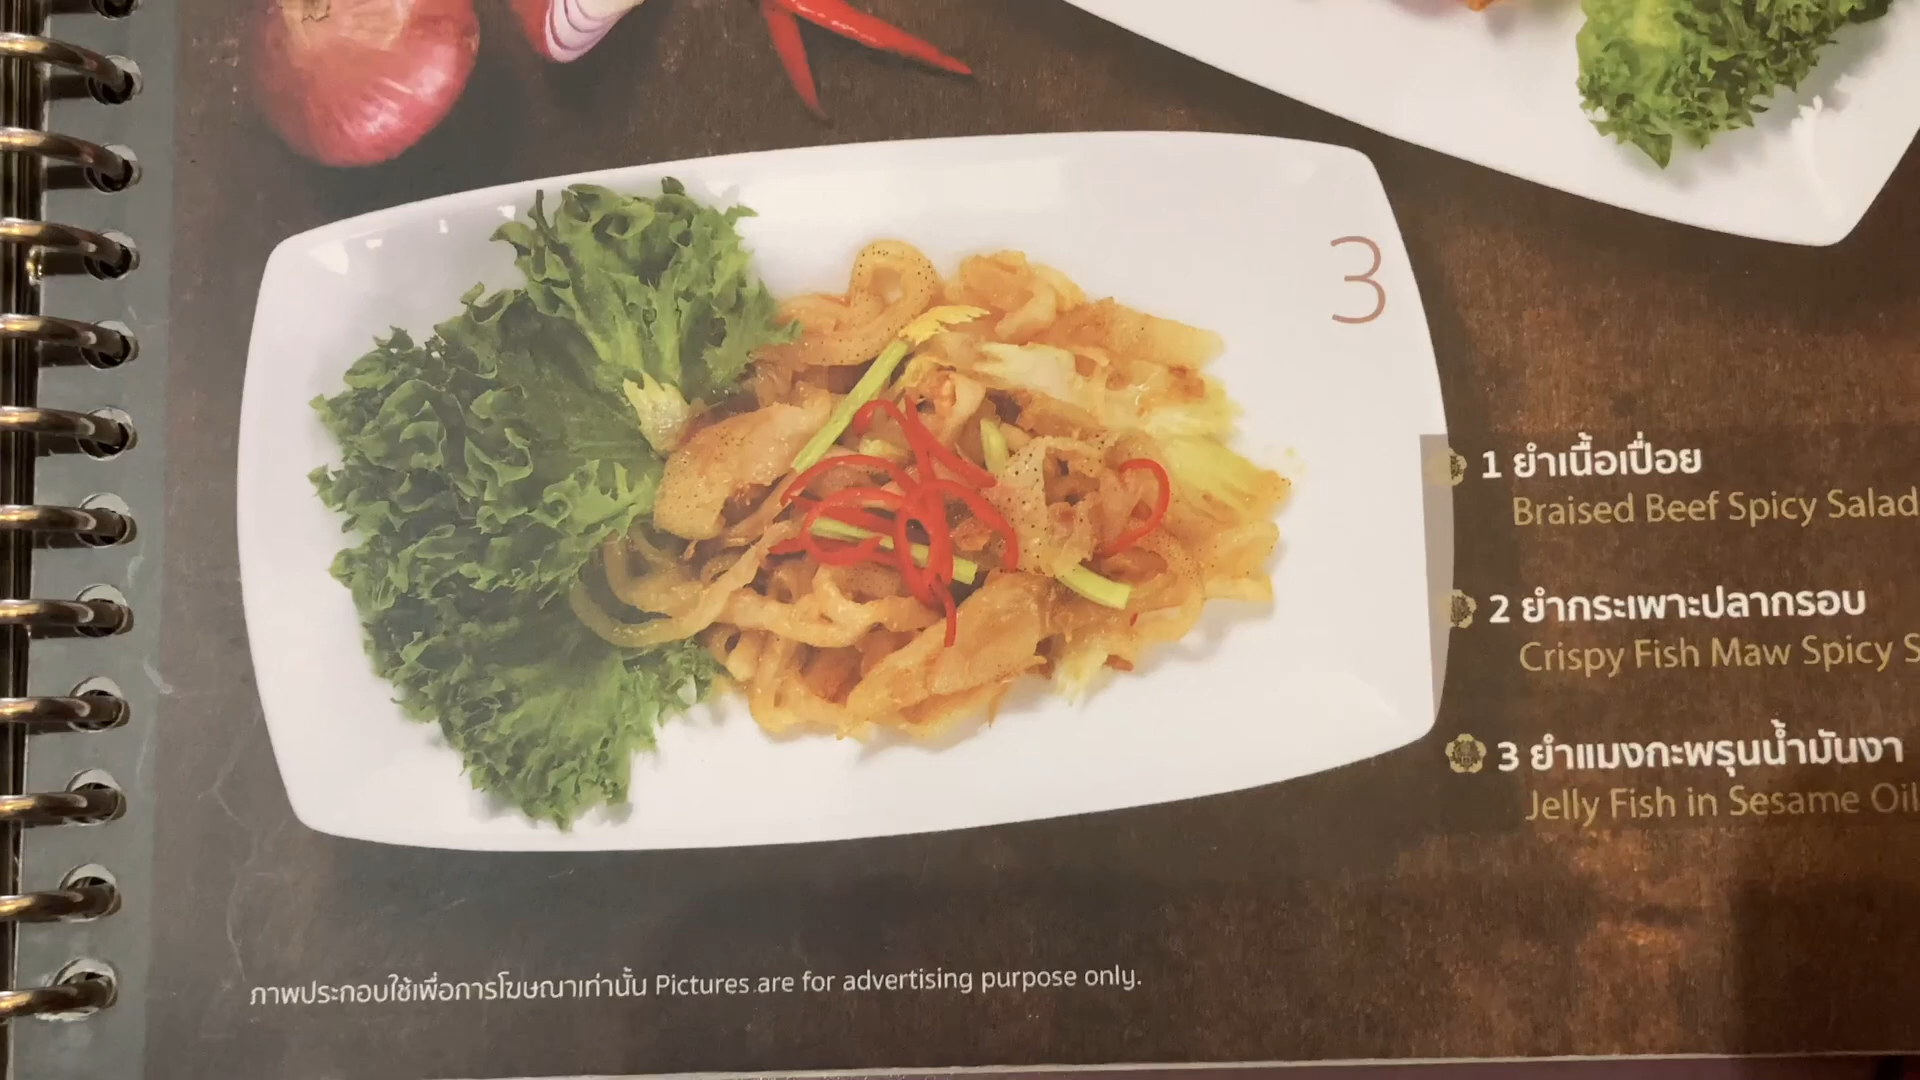 3
1 ยำเนื้อเปื่อย
Braised Beef Spicy Salad
2 ยำกระเพาะปลากรอบ
Crispy Fish Maw Spicy S
3 ยำแมงกะพรุนน้ำมันงา
Jelly Fish in Sesame Oil
ภาพประกอบใช้เพื่อการโฆษณาเท่านั้น Pictures are for advertising purpose only.